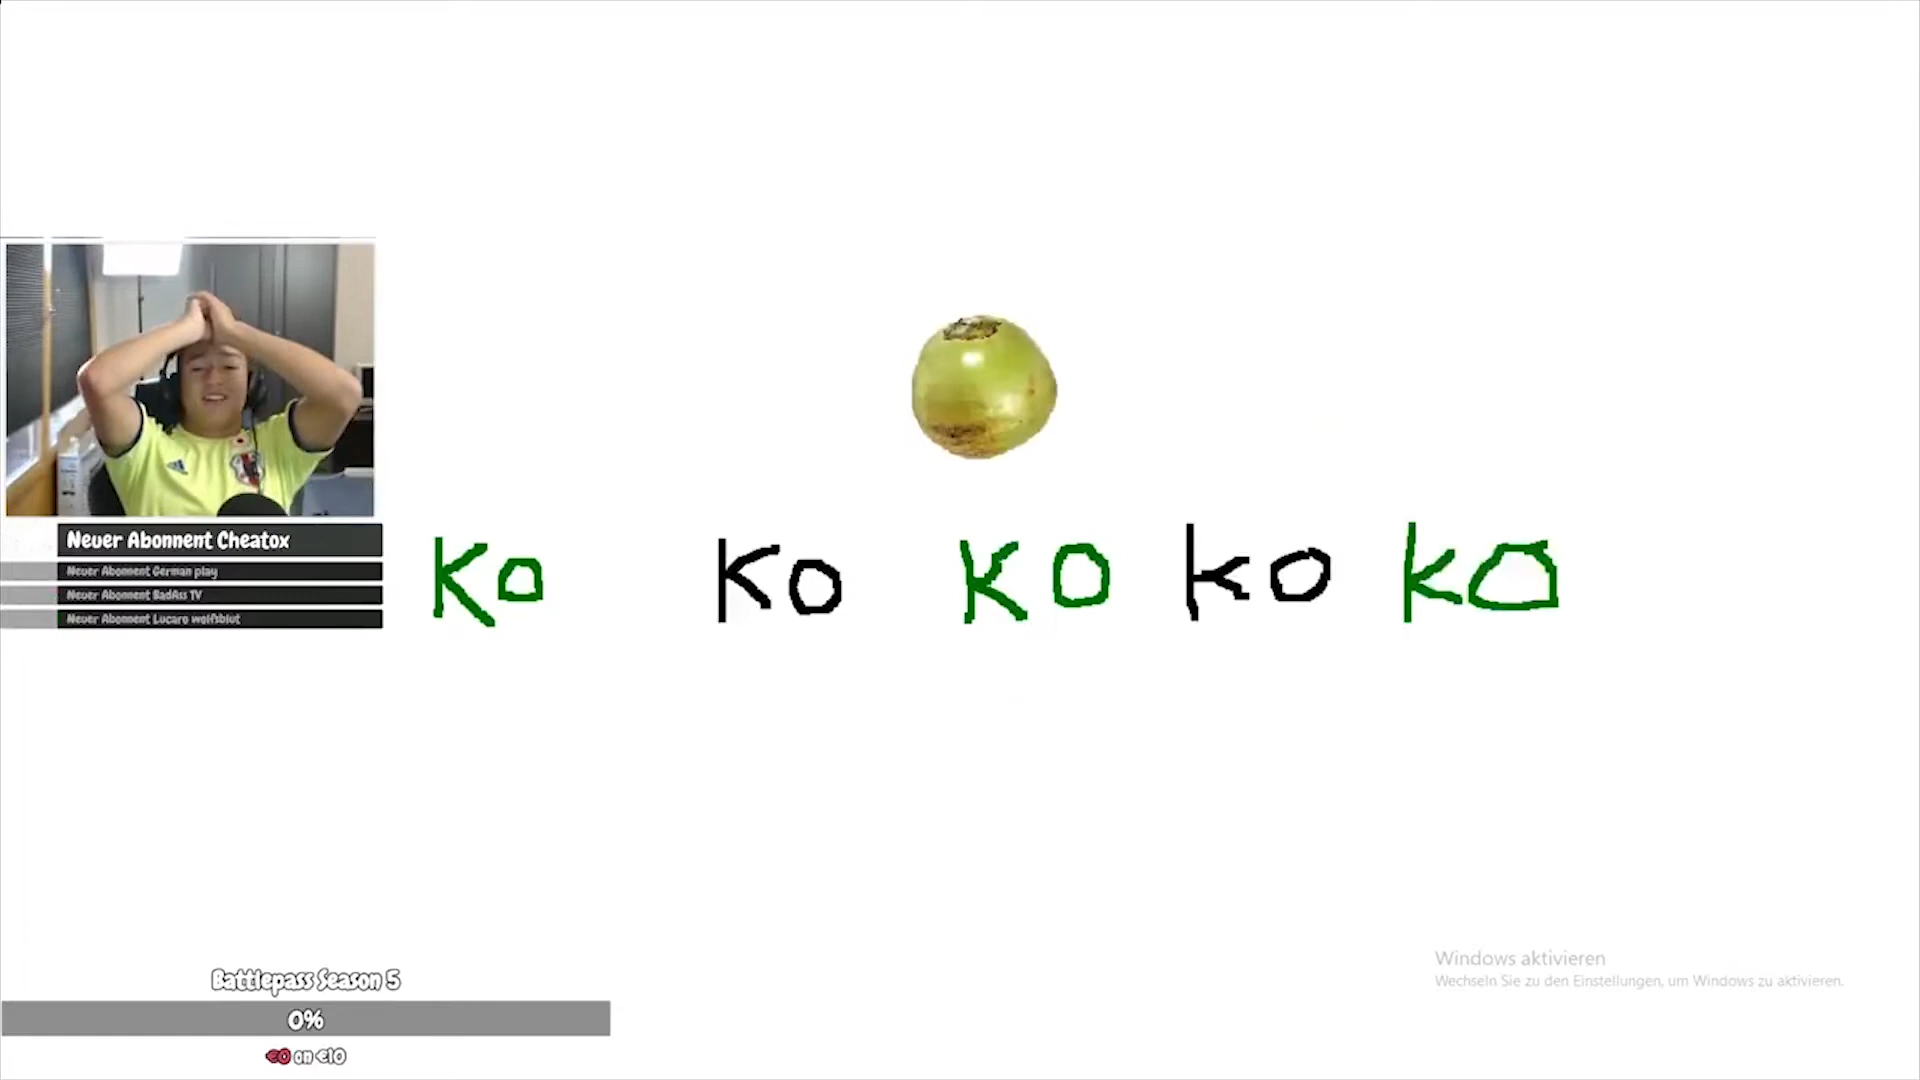 Neuer Abonnent Cheatox
Neuer Abonnent German play
Neuer Abonnent BadAss TV
Neuer Abonnent Lucaro wolfsblut
Ko Ko Ko Ko Ko
Battlepass Season 5
0%
€0 on €10
Windows aktivieren
Wechseln Sie zu den Einstellungen, um Windows zu aktivieren.